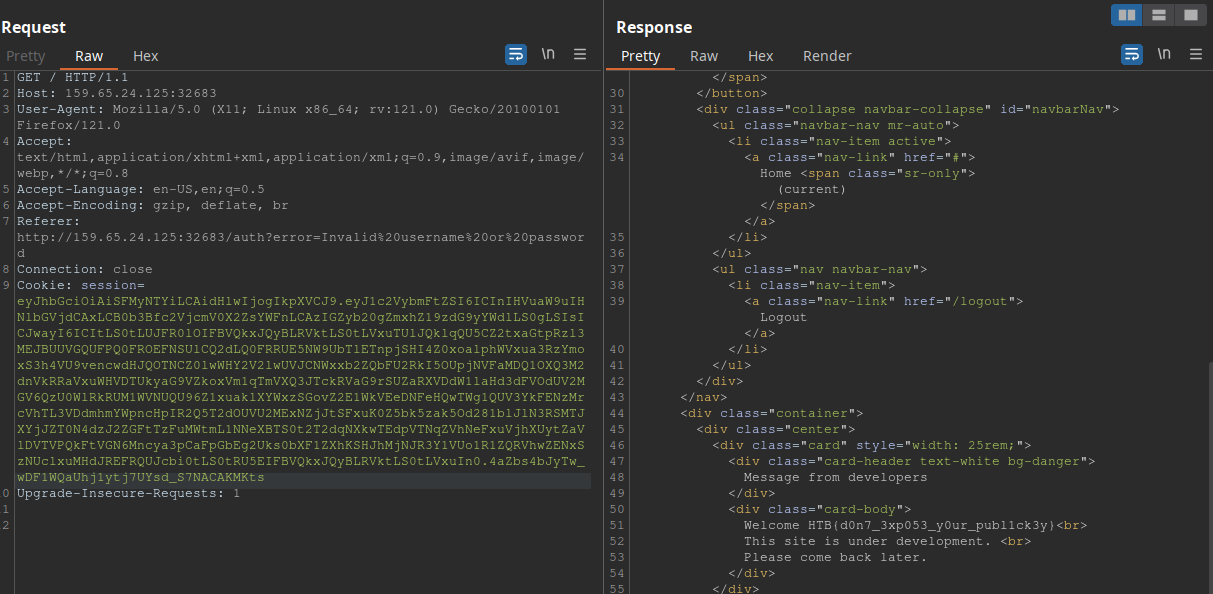 Request
Response
Pretty Raw Hex
\n
Pretty Raw Hex Render
\n
1 GET / HTTP/1.1
2 Host: 159.65.24.125:32683
3 User-Agent: Mozilla/5.0 (X11; Linux x86_64; rv:121.0) Gecko/20100101
Firefox/121.0
4 Accept:
text/html,application/xhtml+xml,application/xml;q=0.9,image/avif,image/
webp,*/*;q=0.8
5 Accept-Language: en-US,en;q=0.5
6 Accept-Encoding: gzip, deflate, br
7 Referer:
http://159.65.24.125:32683/auth?error=Invalid%20username%20or%20passwor
d
8 Connection: close
9 Cookie: session=
eyJhbGciOiAiSFMyNTYiLCAidHlwIjogIkpXVCJ9.eyJ1c2VybmFtZSI6ICInIHVuaW9uIH
NlbGVjdCAxLCB0b3Bfc2VjcmV0X2ZsYWFnLCAzIGZyb20gZmxhZ19zdG9yYWdlLS0gLSIsI
CJwayI6ICItLS0tLUJFR0lOIFBVQkxJQyBLRVktLS0tLVxuTUlJQklqQU5CZ2txaGtpRzl3
0 Upgrade-Insecure-Requests: 1
1
2
</span>
30 </button>
31 <div class="collapse navbar-collapse" id="navbarNav">
32 <ul class="navbar-nav mr-auto">
33 <li class="nav-item active">
34 <a class="nav-link" href="#">
Home <span class="sr-only">
(current)
</span>
</a>
35 </li>
36 </ul>
37 <ul class="nav navbar-nav">
38 <li class="nav-item">
39 <a class="nav-link" href="/logout">
Logout
</a>
40 </li>
41 </ul>
42 </div>
43 </nav>
44 <div class="container">
45 <div class="center">
46 <div class="card" style="width: 25rem;">
47 <div class="card-header text-white bg-danger">
48 Message from developers
49 </div>
50 <div class="card-body">
51 Welcome HTB{d0n7_3xp053_y0ur_publ1ck3y}<br>
52 This site is under development. <br>
53 Please come back later.
54 </div>
55 </div>